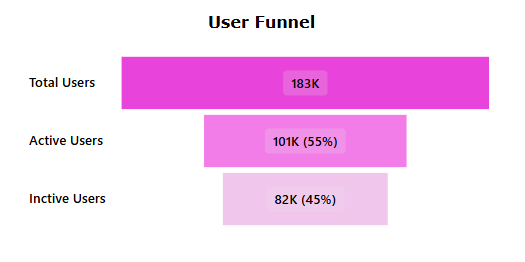 User Funnel
Total Users 183K
Active Users 101K (55%)
Inctive Users 82K (45%)